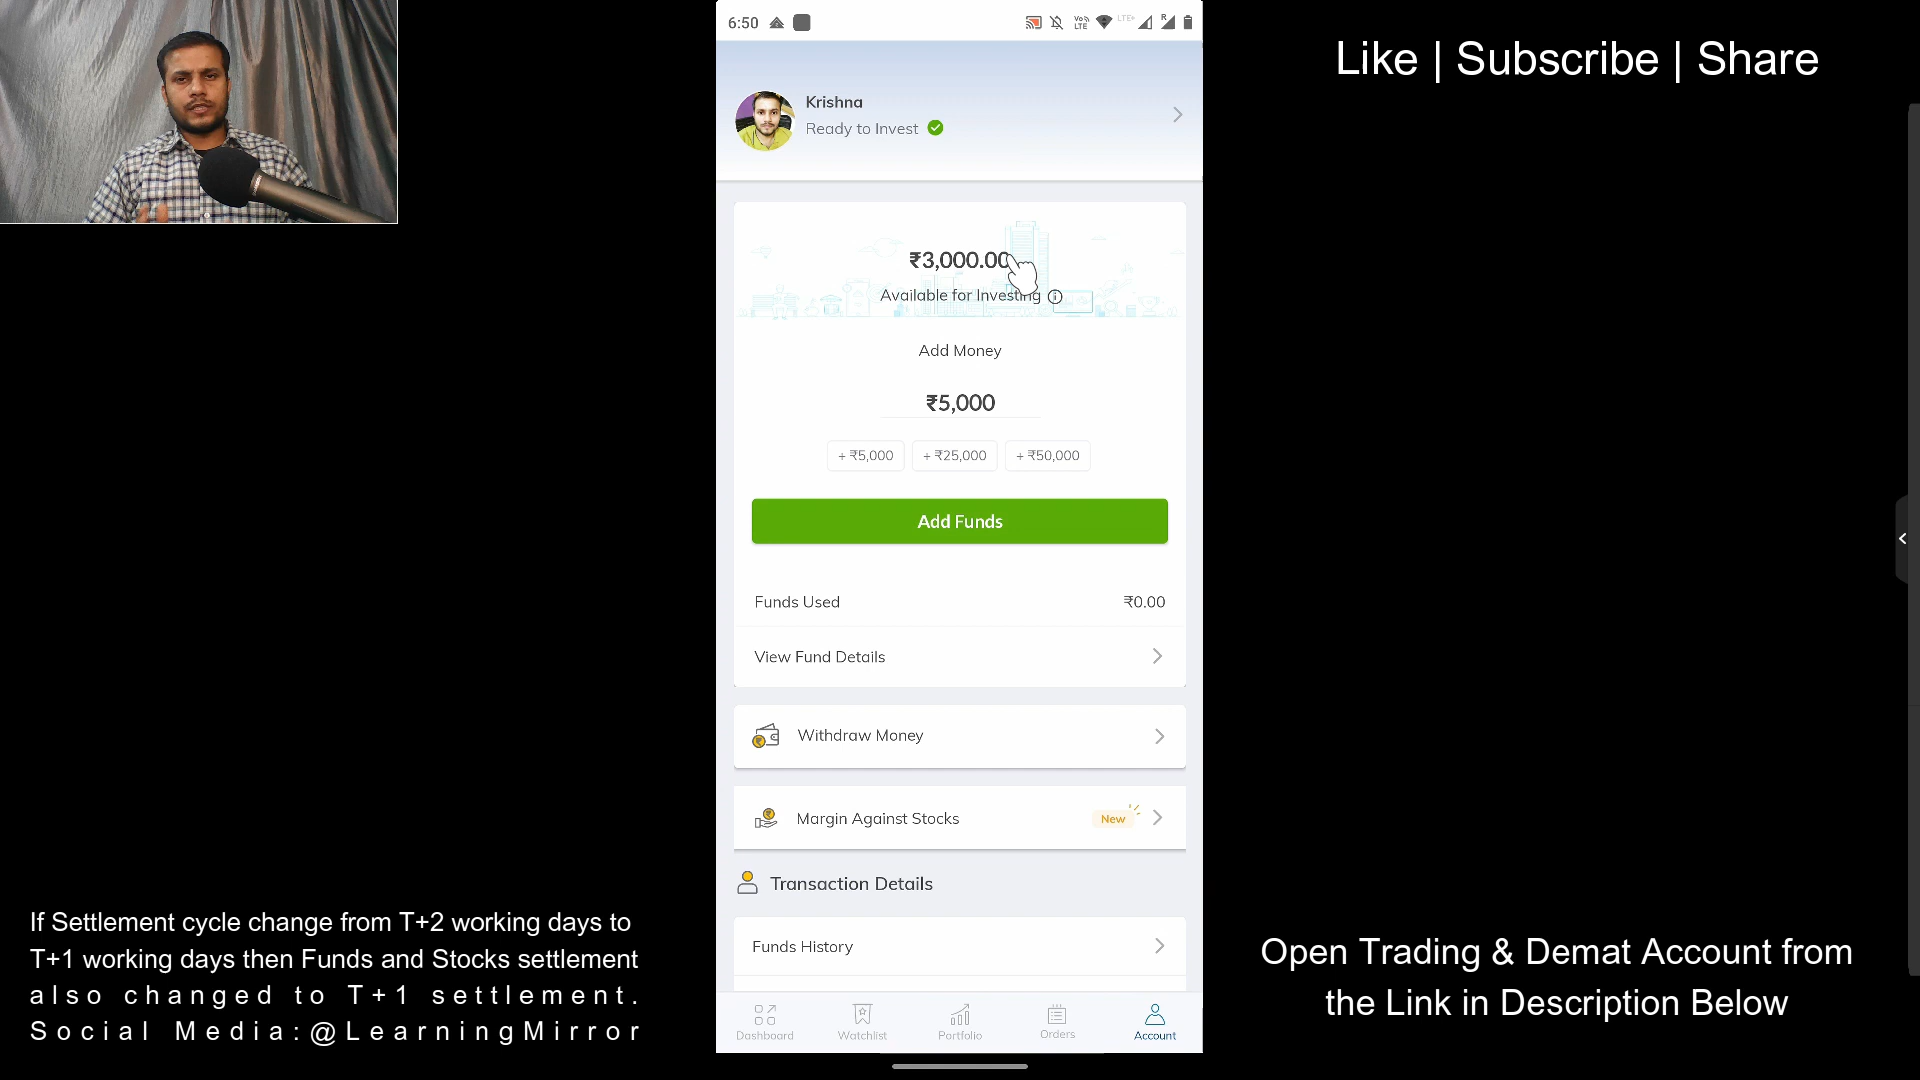 6:50
Vo) LTE LTE+ R
Like | Subscribe | Share
Krishna
Ready to Invest
₹3,000.00
Available for Investing
Add Money
₹5,000
+ ₹5,000 + ₹25,000 + ₹50,000
Add Funds
Funds Used ₹0.00
View Fund Details
Withdraw Money
Margin Against Stocks New
Transaction Details
Funds History
Dashboard Watchlist Portfolio Orders Account
If Settlement cycle change from T+2 working days to
T+1 working days then Funds and Stocks settlement
also changed to T+1 settlement.
Social Media:@LearningMirror
Open Trading & Demat Account from
the Link in Description Below